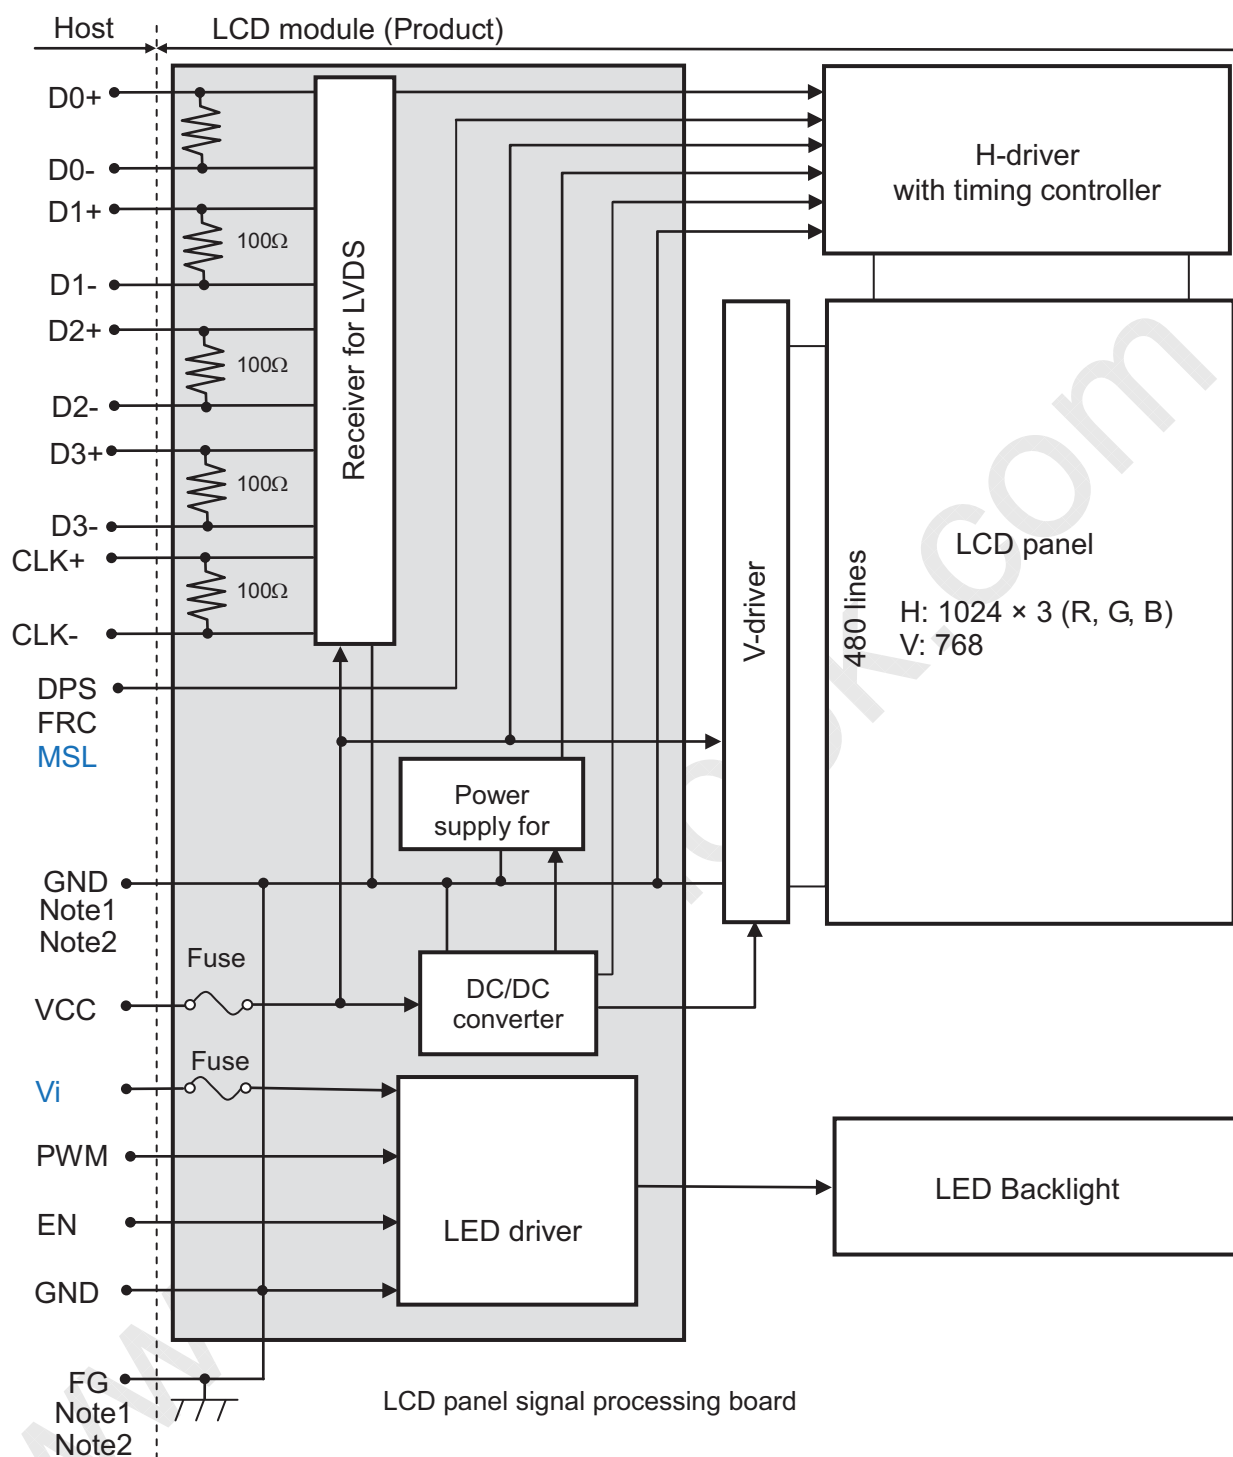 Host
LCD module (Product)
D0+
D0-
D1+
100Ω
D1-
D2+
100Ω
D2-
D3+
100Ω
D3-
CLK+
100Ω
CLK-
Receiver for LVDS
H-driver
with timing controller
V-driver
480 lines
LCD panel
H: 1024 × 3 (R, G, B)
V: 768
DPS
FRC
MSL
Power
supply for
GND
Note1
Note2
Fuse
VCC
DC/DC
converter
Fuse
Vi
PWM
EN
GND
LED driver
LED Backlight
FG
Note1
Note2
LCD panel signal processing board